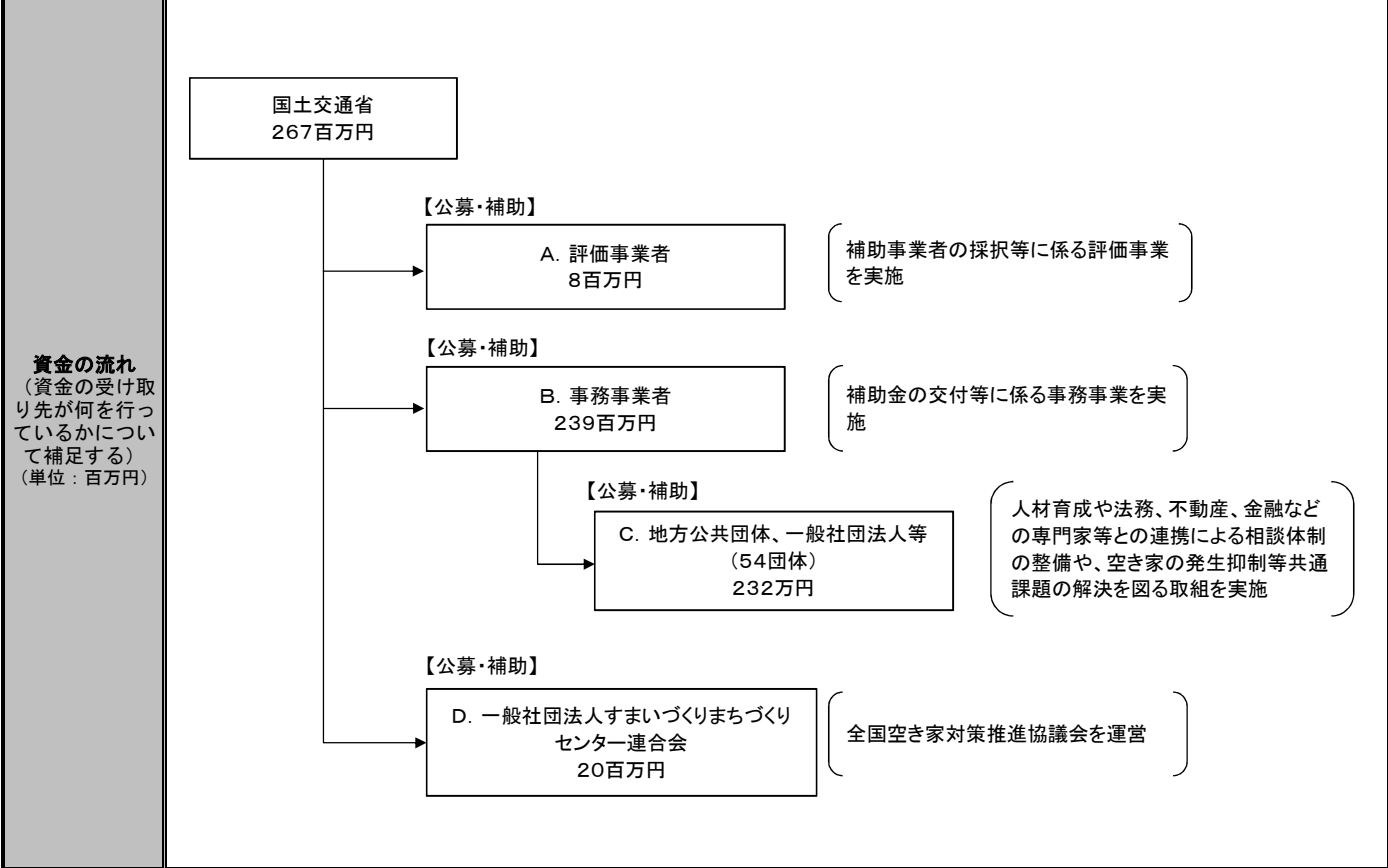 資金の流れ
（資金の受け取
り先が何を行っ
ているかについ
て補足する）
（単位：百万円）
国土交通省
267百万円
【公募・補助】
A．評価事業者
8百万円
補助事業者の採択等に係る評価事業
を実施
【公募・補助】
B．事務事業者
239百万円
補助金の交付等に係る事務事業を実
施
【公募・補助】
C．地方公共団体、一般社団法人等
（54団体）
232万円
人材育成や法務、不動産、金融など
の専門家等との連携による相談体制
の整備や、空き家の発生抑制等共通
課題の解決を図る取組を実施
【公募・補助】
D．一般社団法人すまいづくりまちづくり
センター連合会
20百万円
全国空き家対策推進協議会を運営